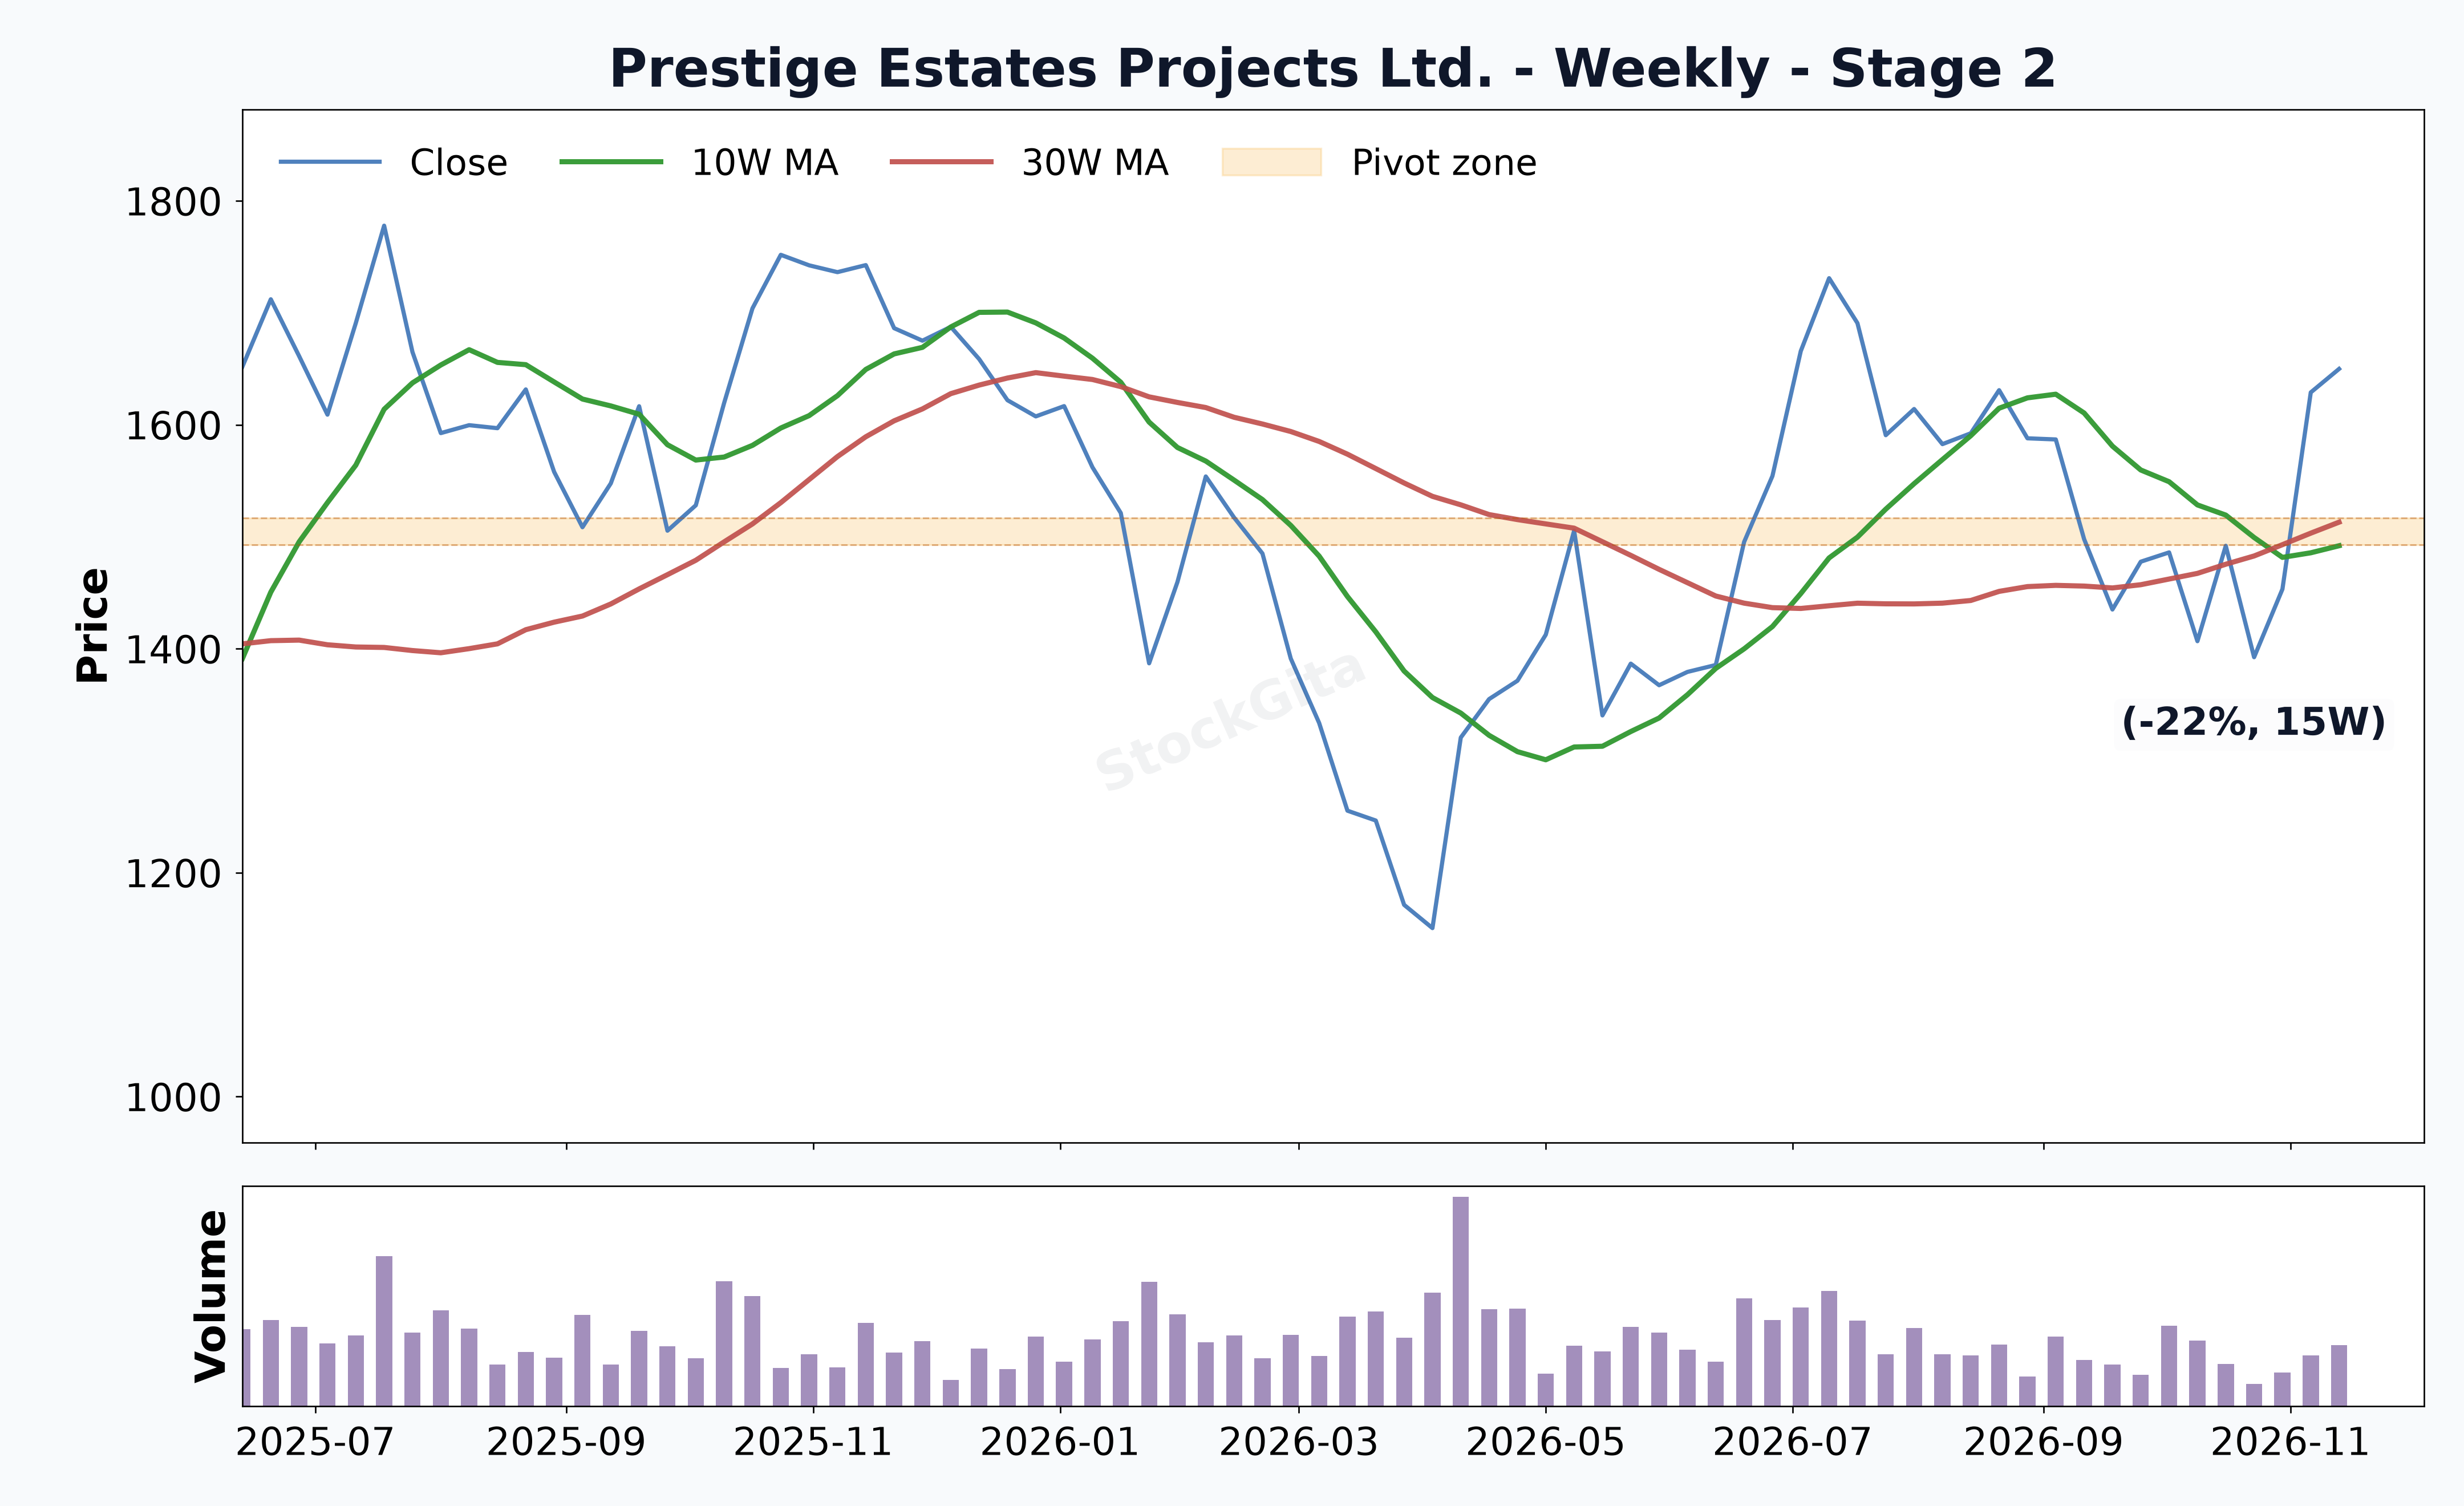 Prestige Estates Projects Ltd. - Weekly - Stage 2
Close 10W MA 30W MA Pivot zone
1800
1600
1400
1200
1000
Price
StockGita
(-22%, 15W)
Volume
2025-07 2025-09 2025-11 2026-01 2026-03 2026-05 2026-07 2026-09 2026-11